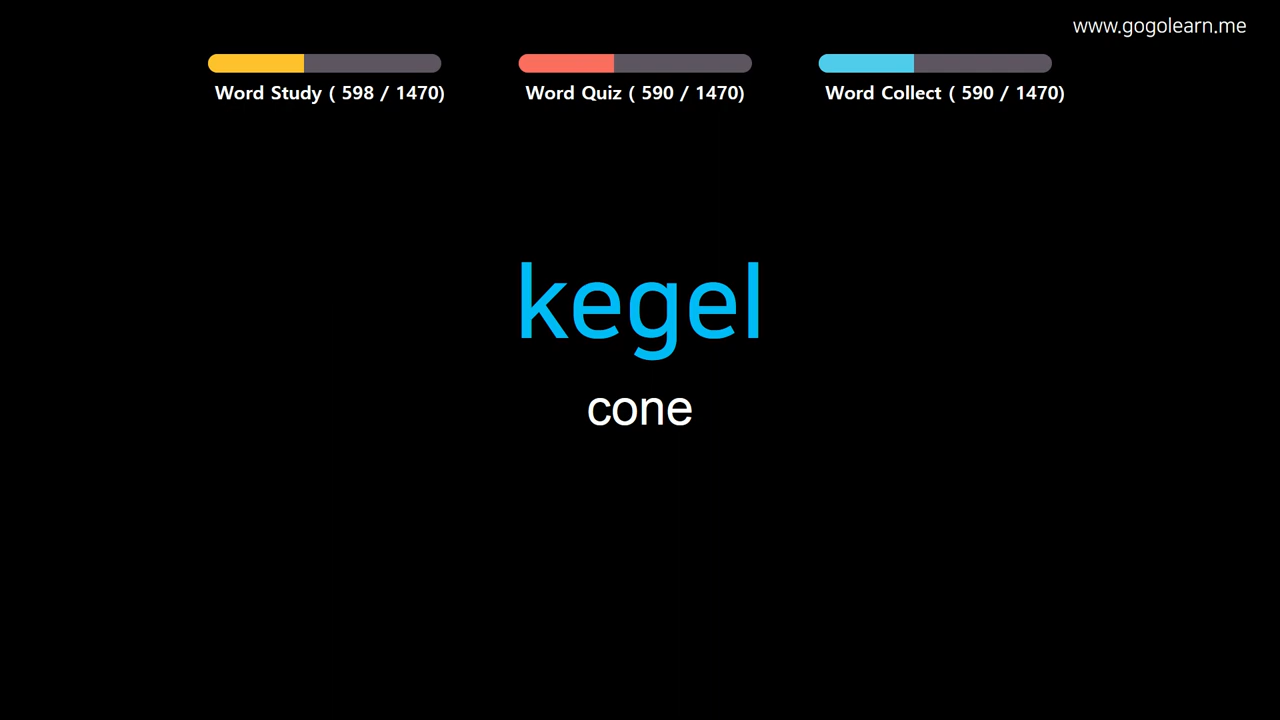 www.gogolearn.me
Word Study ( 598 / 1470)
Word Quiz ( 590 / 1470)
Word Collect ( 590 / 1470)
kegel
cone